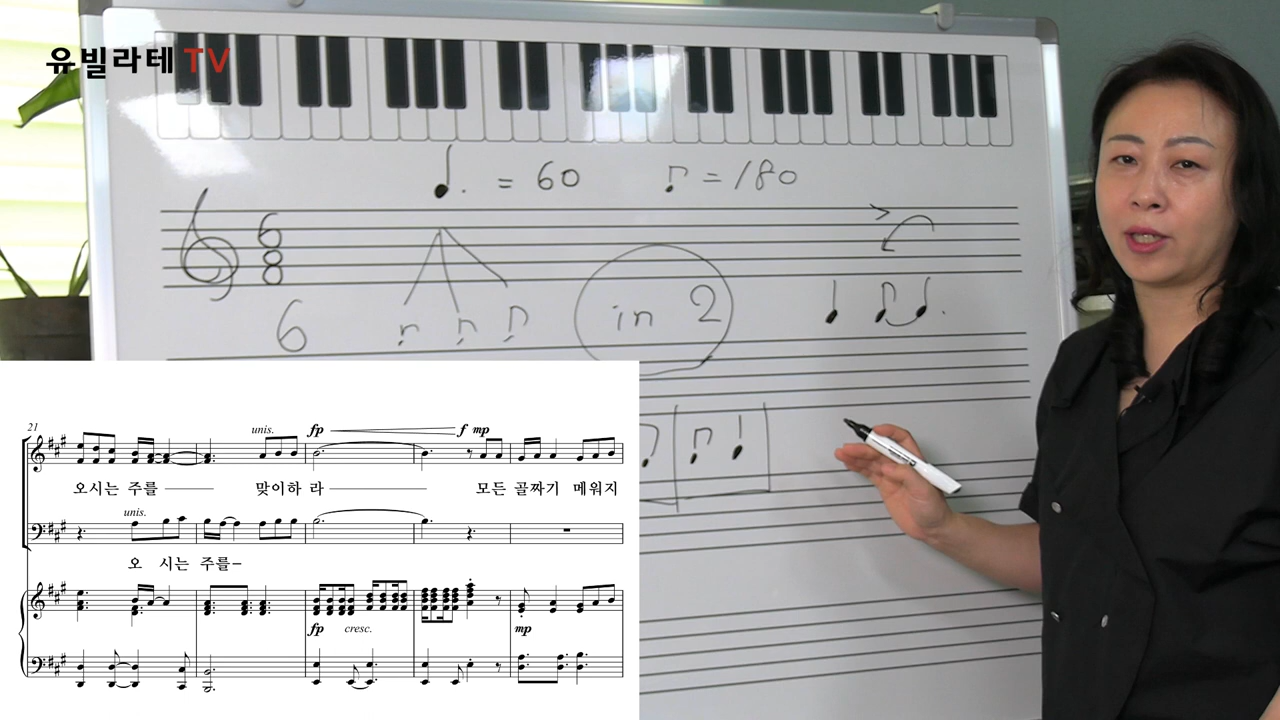 유빌라테 TV
♩. = 60 ♪ = 180
6
8
6 in 2
21
unis. fp f mp
오시는 주를 맞이하 라 모든 골짜기 메워지
unis.
오 시는 주를–
fp cresc. mp